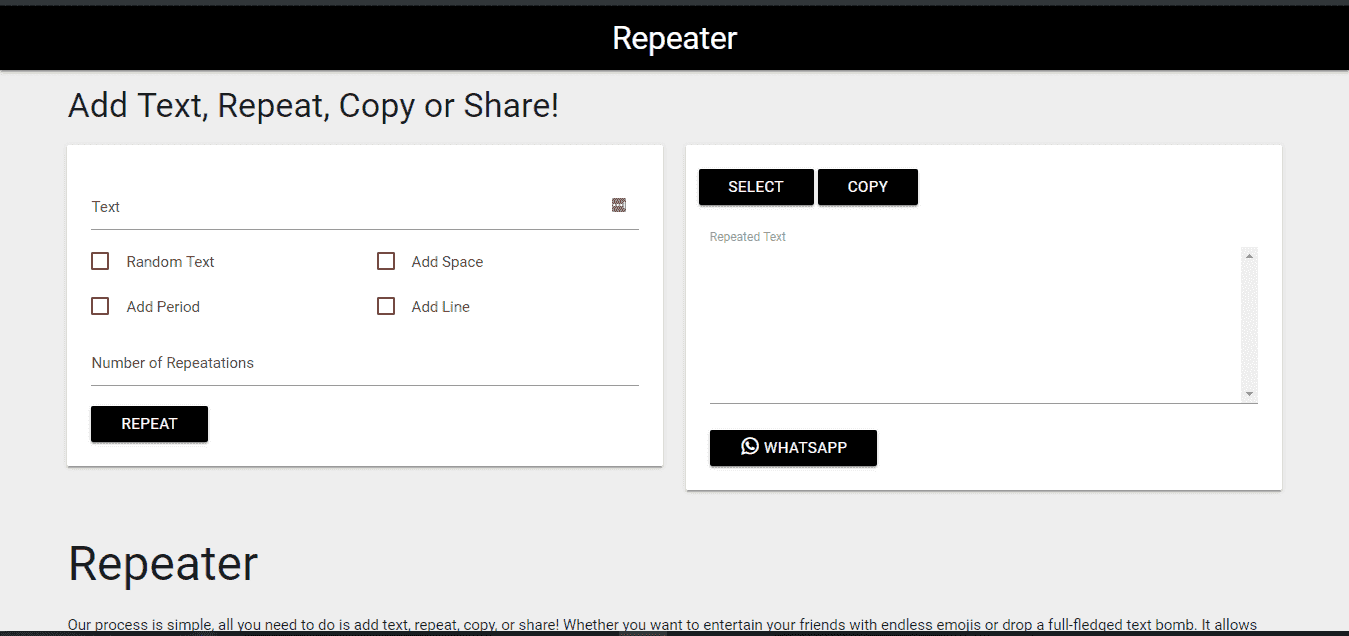 Repeater
Add Text, Repeat, Copy or Share!
Text
Random Text
Add Space
Add Period
Add Line
Number of Repeatations
REPEAT
SELECT
COPY
Repeated Text
WHATSAPP
Repeater
Our process is simple, all you need to do is add text, repeat, copy, or share! Whether you want to entertain your friends with endless emojis or drop a full-fledged text bomb. It allows